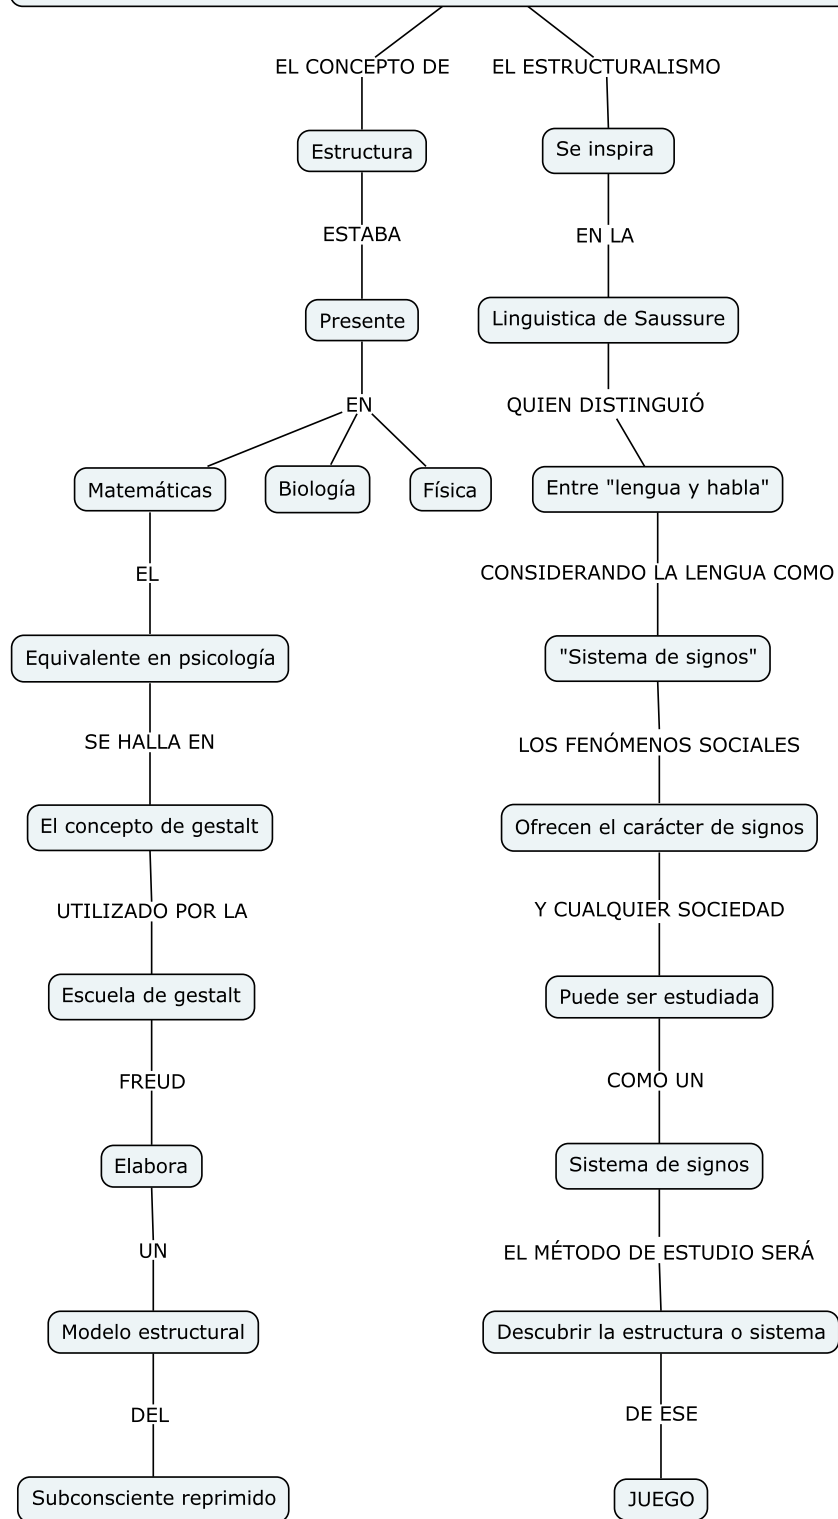 EL CONCEPTO DE
Estructura
ESTABA
Presente
EN
Matemáticas
Biología
Física
EL
Equivalente en psicología
SE HALLA EN
El concepto de gestalt
UTILIZADO POR LA
Escuela de gestalt
FREUD
Elabora
UN
Modelo estructural
DEL
Subconsciente reprimido
EL ESTRUCTURALISMO
Se inspira
EN LA
Linguistica de Saussure
QUIEN DISTINGUIÓ
Entre "lengua y habla"
CONSIDERANDO LA LENGUA COMO
"Sistema de signos"
LOS FENÓMENOS SOCIALES
Ofrecen el carácter de signos
Y CUALQUIER SOCIEDAD
Puede ser estudiada
COMO UN
Sistema de signos
EL MÉTODO DE ESTUDIO SERÁ
Descubrir la estructura o sistema
DE ESE
JUEGO